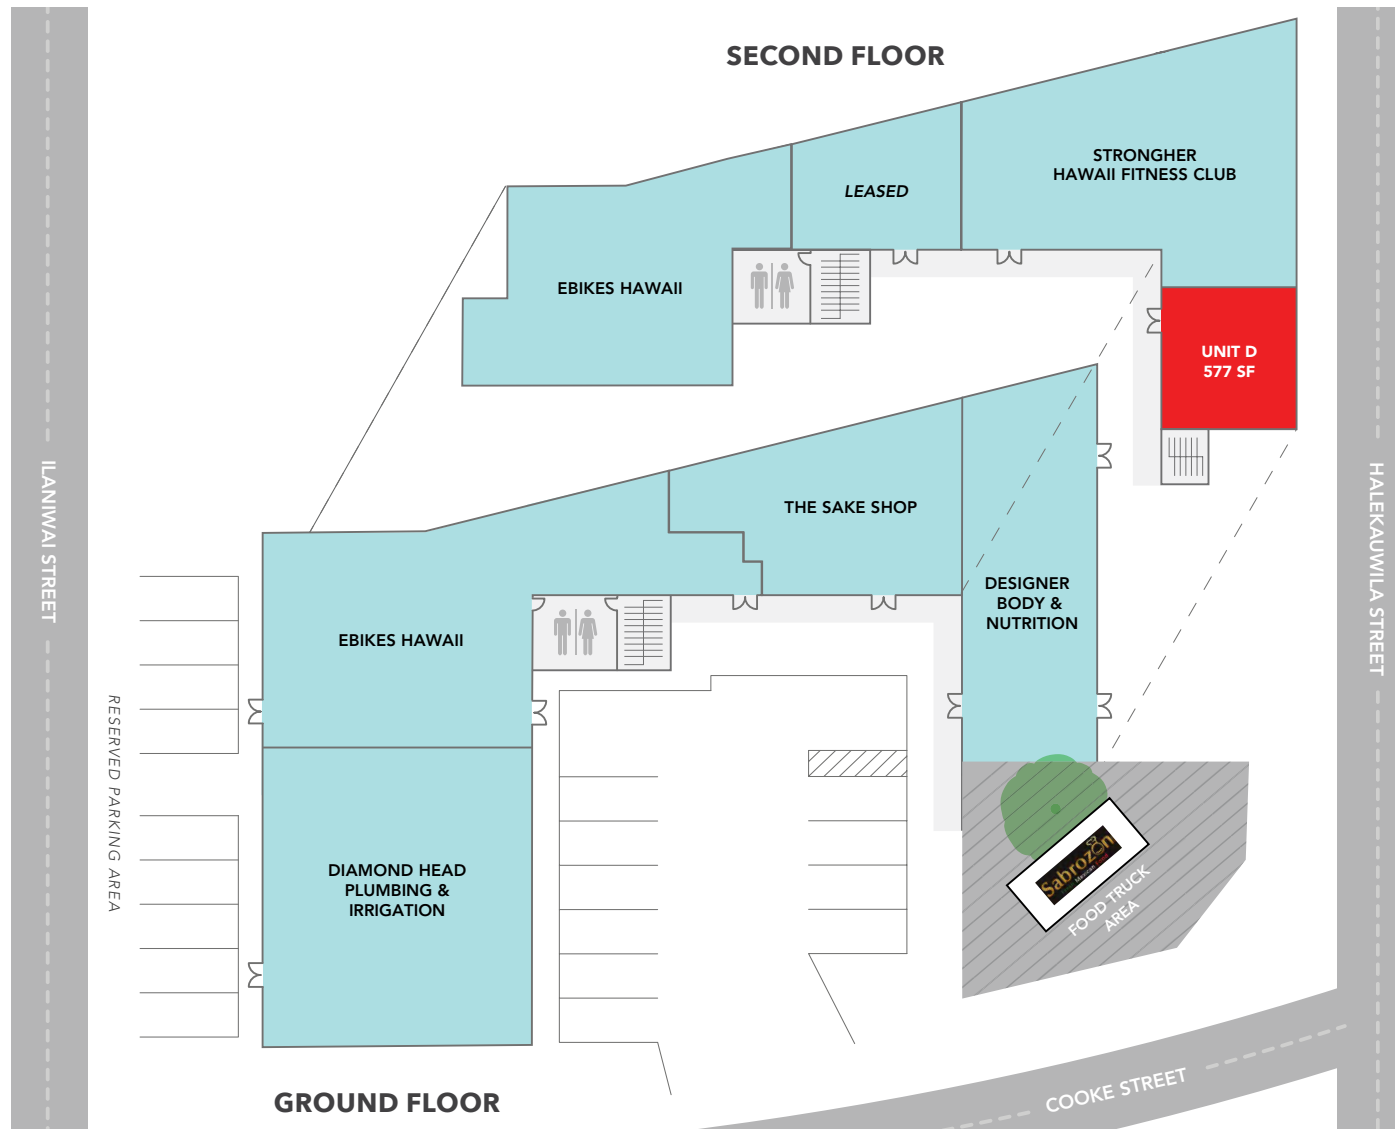 SECOND FLOOR
STRONGHER
HAWAII FITNESS CLUB
LEASED
EBIKES HAWAII
UNIT D
577 SF
THE SAKE SHOP
DESIGNER
BODY &
NUTRITION
EBIKES HAWAII
DIAMOND HEAD
PLUMBING &
IRRIGATION
ILANIWAI STREET
RESERVED PARKING AREA
HALEKAUWILA STREET
Sabrozón
FOOD TRUCK
AREA
GROUND FLOOR
COOKE STREET